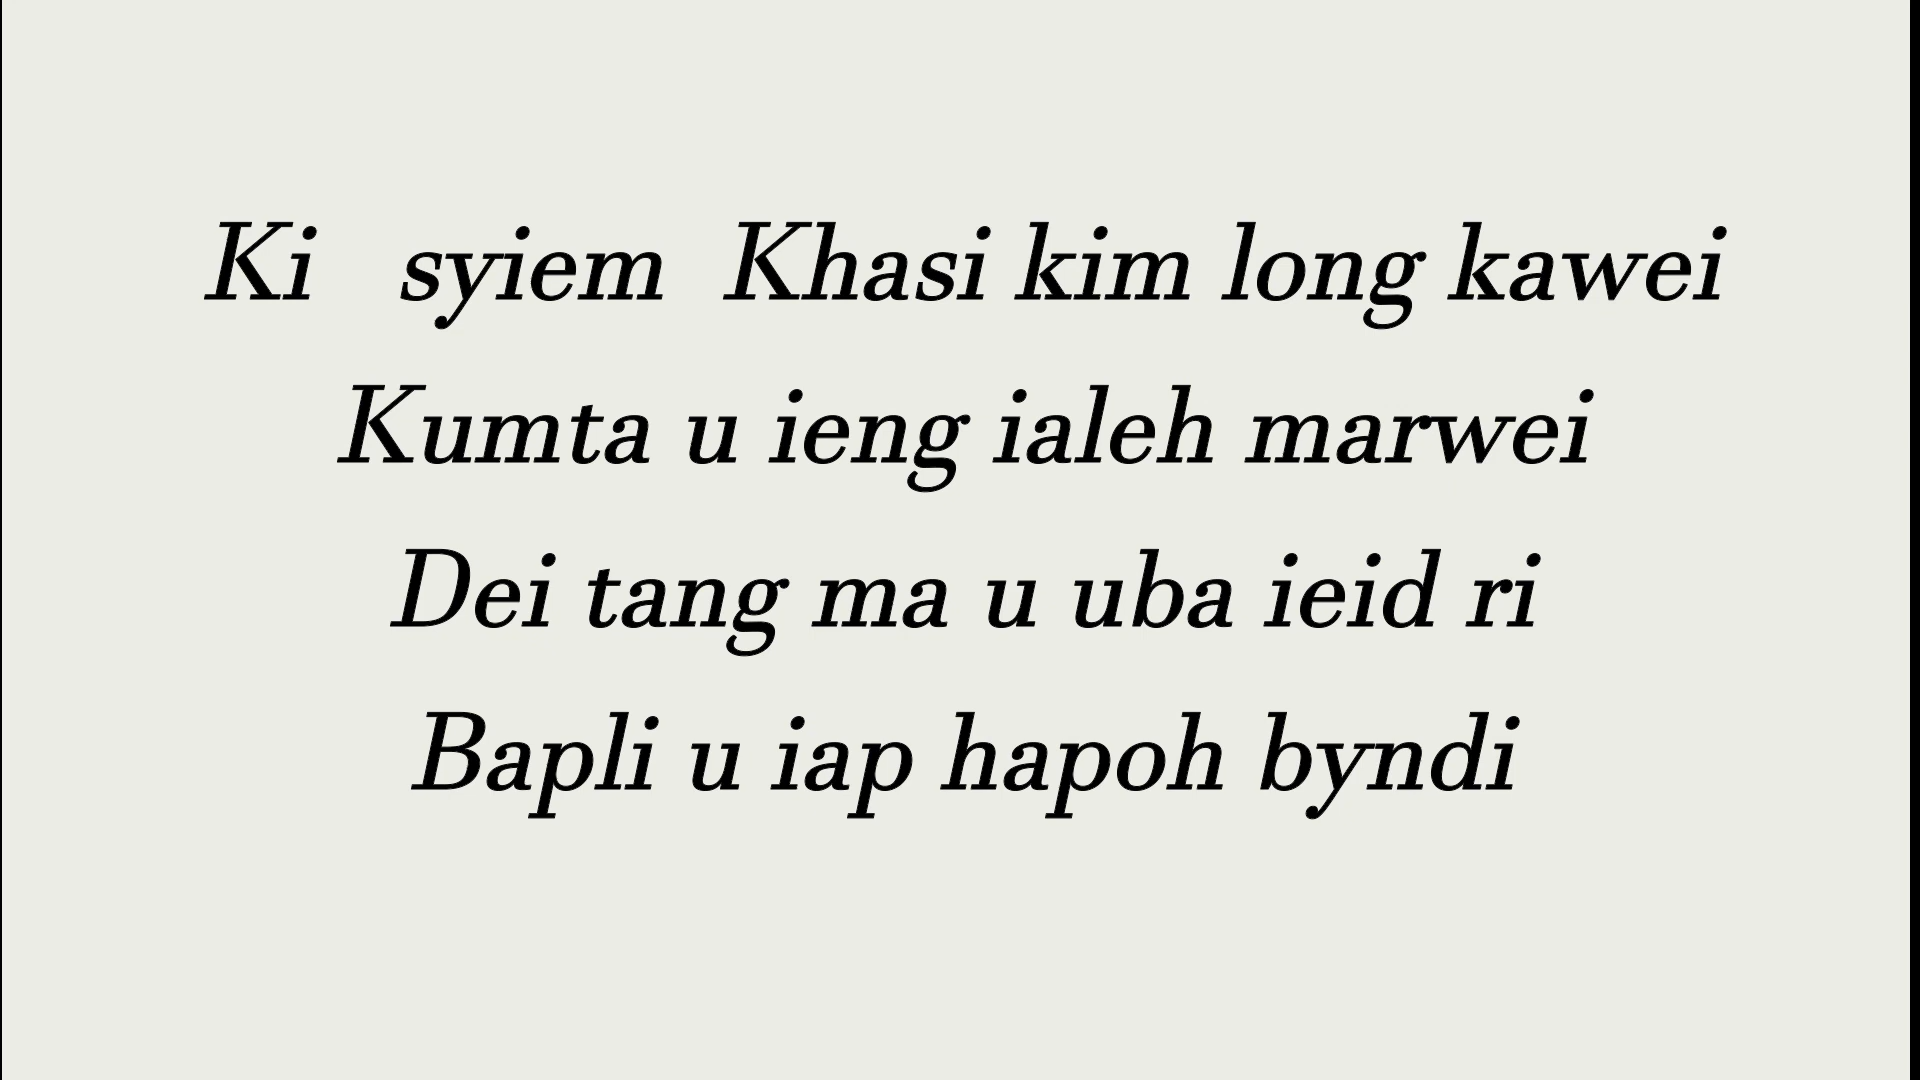 Ki syiem Khasi kim long kawei
Kumta u ieng ialeh marwei
Dei tang ma u uba ieid ri
Bapli u iap hapoh byndi